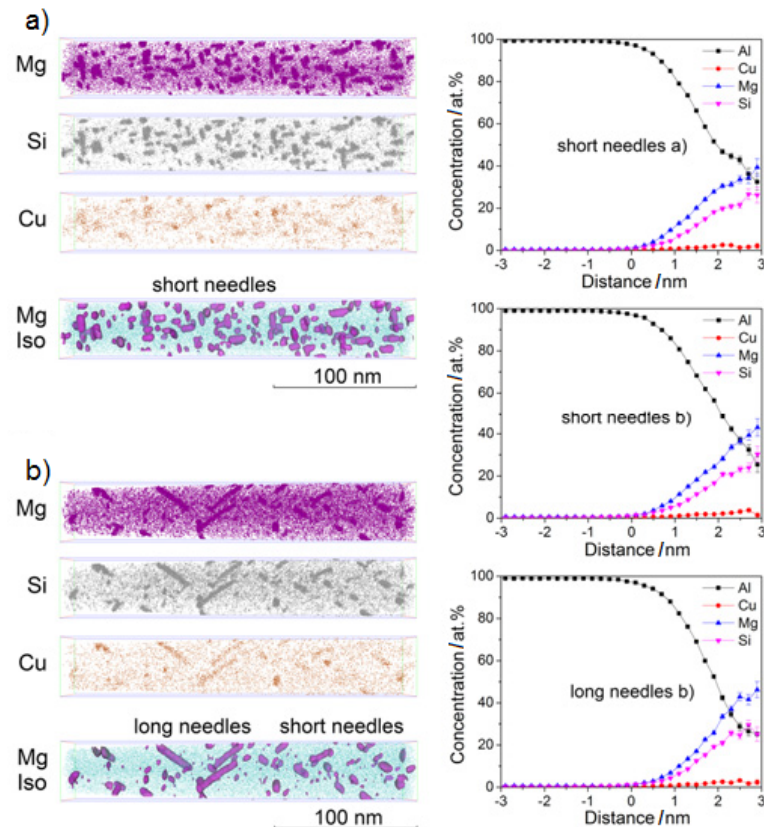 a)
Mg
Si
Cu
short needles
Mg
Iso
100 nm
Concentration / at.%
100
80
60
40
20
0
Al
Cu
Mg
Si
short needles a)
-3 -2 -1 0 1 2 3
Distance / nm
Concentration / at.%
100
80
60
40
20
0
Al
Cu
Mg
Si
short needles b)
-3 -2 -1 0 1 2 3
Distance / nm
b)
Mg
Si
Cu
long needles short needles
Mg
Iso
100 nm
Concentration / at.%
100
80
60
40
20
0
Al
Cu
Mg
Si
long needles b)
-3 -2 -1 0 1 2 3
Distance / nm